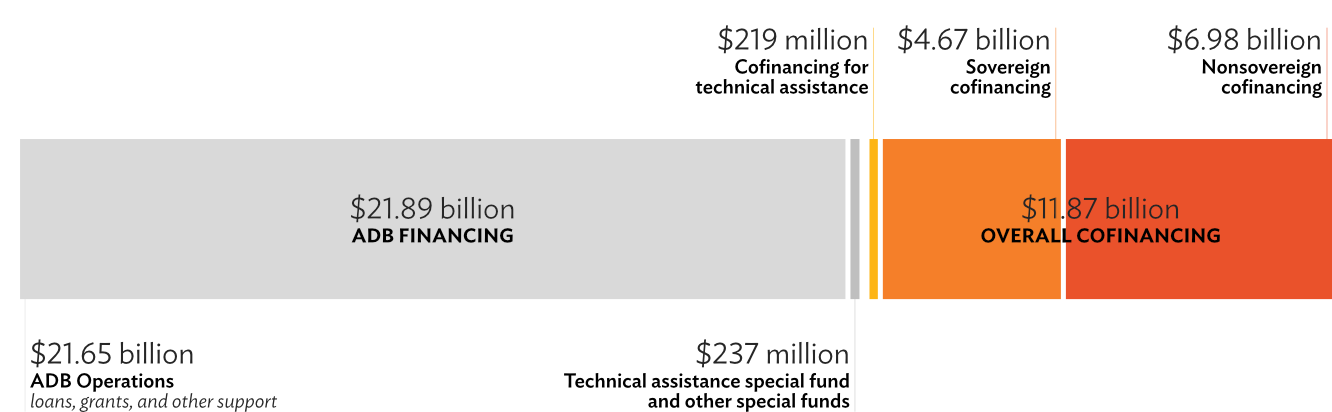 $219 million
Cofinancing for
technical assistance
$4.67 billion
Sovereign
cofinancing
$6.98 billion
Nonsovereign
cofinancing
$21.89 billion
ADB FINANCING
$11.87 billion
OVERALL COFINANCING
$21.65 billion
ADB Operations
loans, grants, and other support
$237 million
Technical assistance special fund
and other special funds